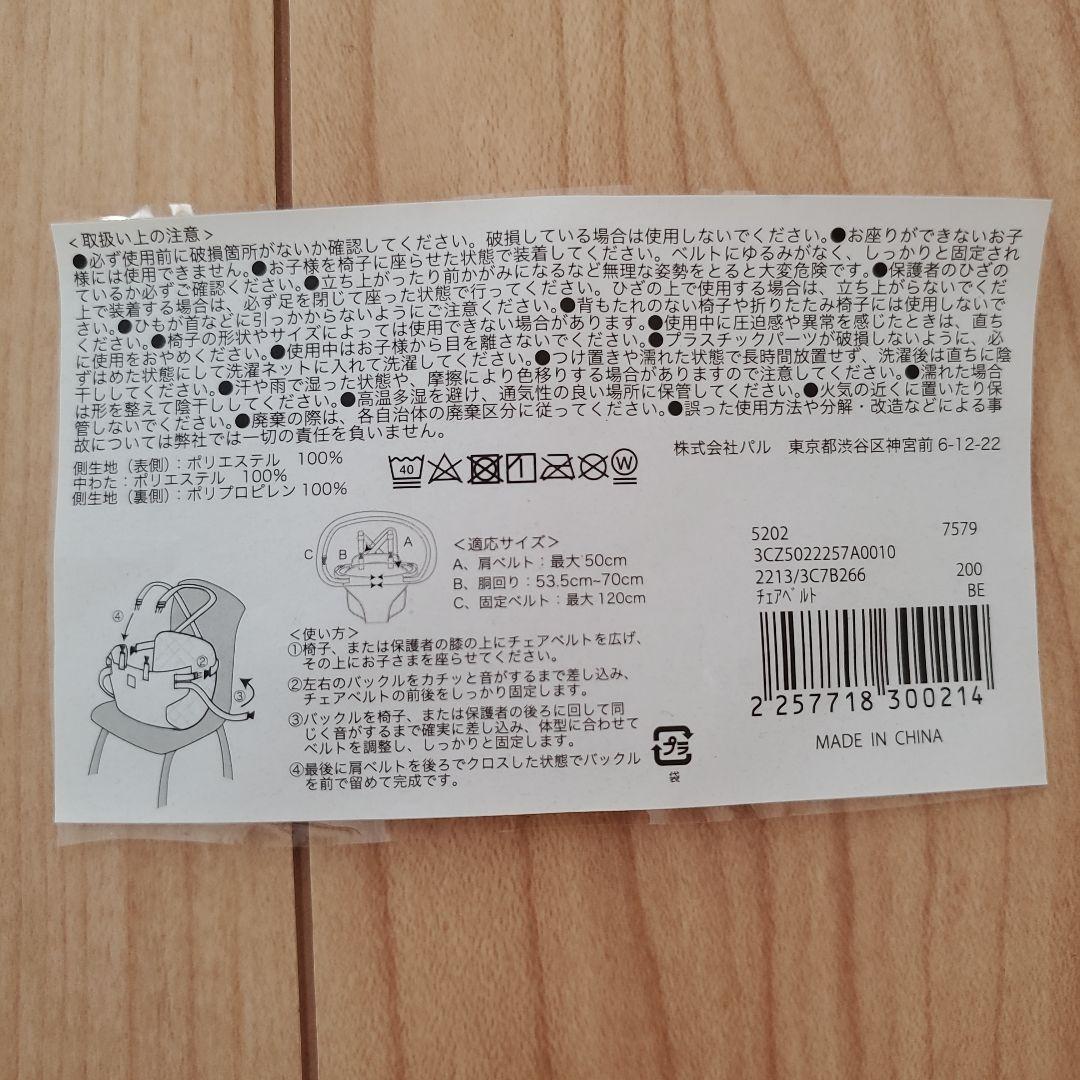 <取扱い上の注意>
●必ず使用前に破損箇所がないか確認してください。破損している場合は使用しないでください。●お座りができないお子
様には使用できません。●お子様を椅子に座らせた状態で装着してください。ベルトにゆるみがなく、しっかりと固定され
ているか必ずご確認ください。●立ち上がったり前かがみになるなど無理な姿勢をとると大変危険です。●保護者のひざの
上で装着する場合は、必ず足を閉じて座った状態で行ってください。ひざの上で使用する場合は、立ち上がらないでくだ
さい。●ひもが首などに引っかからないようにご注意ください。●背もたれのない椅子や折りたたみ椅子には使用しないで
ください。●椅子の形状やサイズによっては使用できない場合があります。●使用中に圧迫感や異常を感じたときは、直ち
に使用をおやめください。●使用中はお子様から目を離さないでください。●プラスチックパーツが破損しないように、必
ずはめた状態にして洗濯ネットに入れて洗濯してください。●つけ置きや濡れた状態で長時間放置せず、洗濯後は直ちに陰
干ししてください。●汗や雨で湿った状態や、摩擦により色移りする場合がありますので注意してください。●濡れた場合
は形を整えて陰干ししてください。●高温多湿を避け、通気性の良い場所に保管してください。●火気の近くに置いたり保
管しないでください。●廃棄の際は、各自治体の廃棄区分に従ってください。●誤った使用方法や分解・改造などによる事
故については弊社では一切の責任を負いません。
株式会社パル 東京都渋谷区神宮前 6-12-22
側生地（表側）：ポリエステル 100%
中わた：ポリエステル 100%
側生地（裏側）：ポリプロピレン 100%
40
W
C
B
A
<適応サイズ>
A、肩ベルト：最大 50cm
B、胴回り：53.5cm~70cm
C、固定ベルト：最大 120cm
④
②
③
<使い方>
①椅子、または保護者の膝の上にチェアベルトを広げ、
その上にお子さまを座らせてください。
②左右のバックルをカチッと音がするまで差し込み、
チェアベルトの前後をしっかり固定します。
③バックルを椅子、または保護者の後ろに回して同
じく音がするまで確実に差し込み、体型に合わせて
ベルトを調整し、しっかりと固定します。
④最後に肩ベルトを後ろでクロスした状態でバックル
を前で留めて完成です。
プラ
袋
5202 7579
3CZ5022257A0010
2213/3C7B266 200
ﾁｪｱﾍﾞﾙﾄ BE
2 257718 300214
MADE IN CHINA